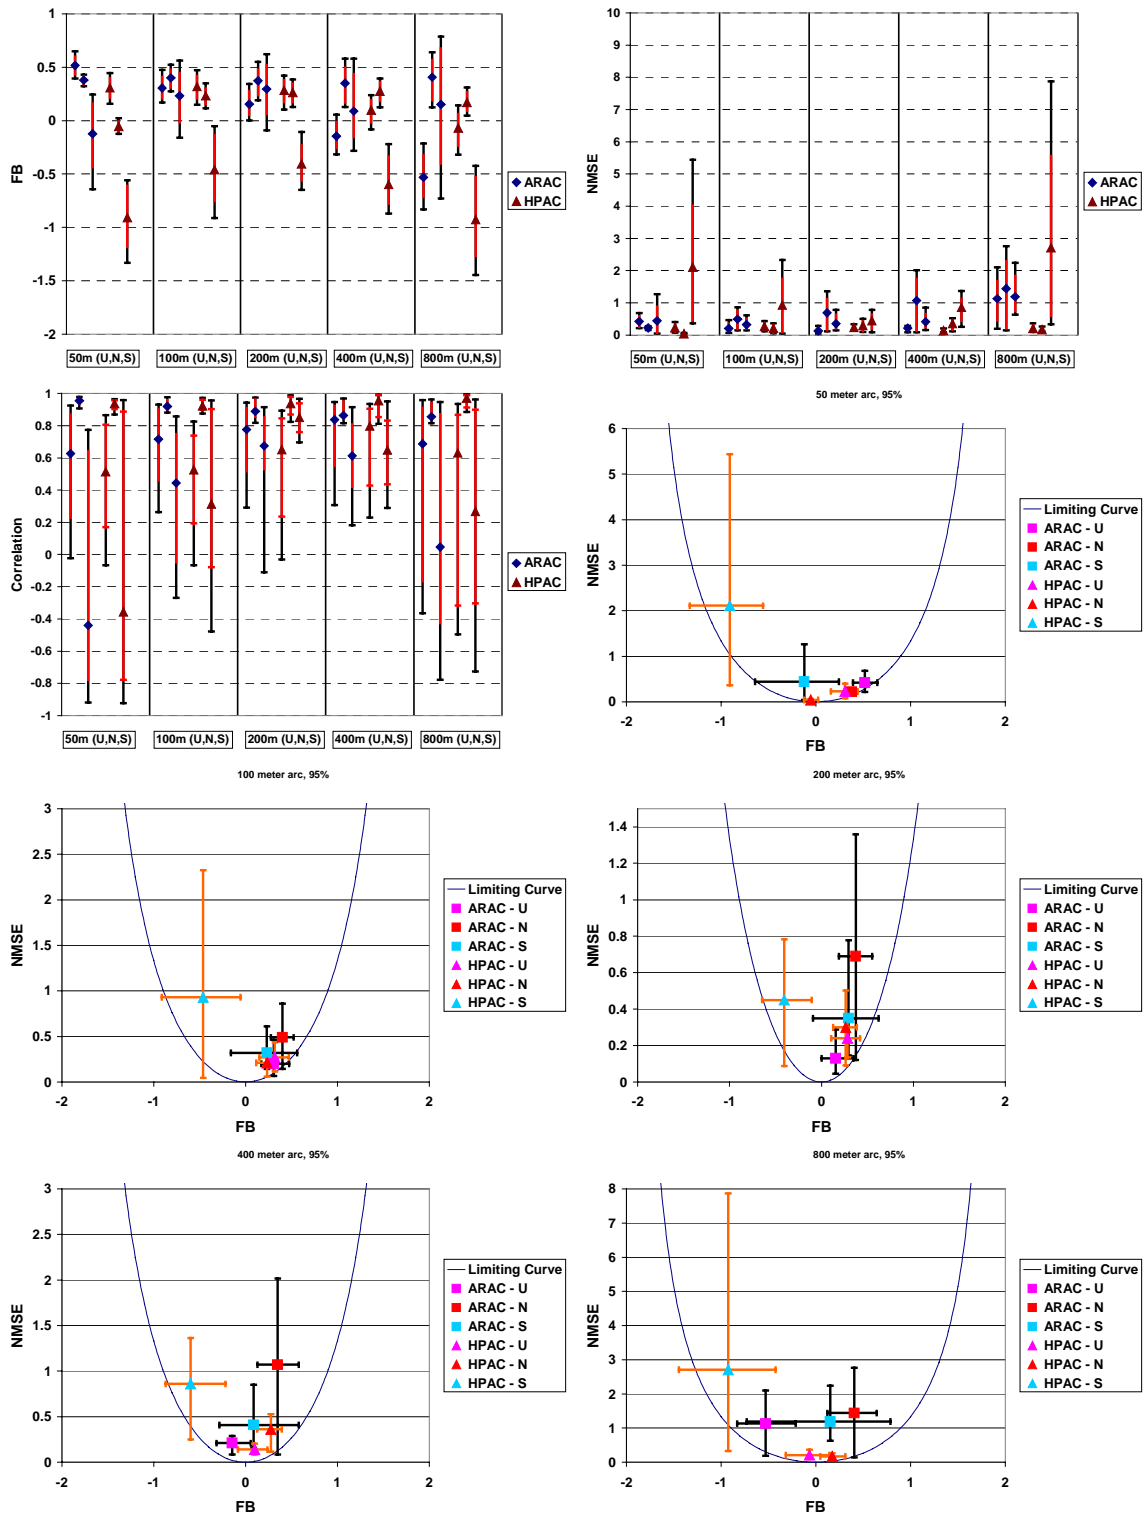 1
0.5
0
-0.5
-1
-1.5
-2
FB
50m (U,N,S)
100m (U,N,S)
200m (U,N,S)
400m (U,N,S)
800m (U,N,S)
ARAC
HPAC
10
9
8
7
6
5
4
3
2
1
0
NMSE
50m (U,N,S)
100m (U,N,S)
200m (U,N,S)
400m (U,N,S)
800m (U,N,S)
ARAC
HPAC
1
0.8
0.6
0.4
0.2
0
-0.2
-0.4
-0.6
-0.8
-1
Correlation
50m (U,N,S)
100m (U,N,S)
200m (U,N,S)
400m (U,N,S)
800m (U,N,S)
ARAC
HPAC
50 meter arc, 95%
6
5
4
3
2
1
0
NMSE
-2
-1
0
1
2
FB
Limiting Curve
ARAC - U
ARAC - N
ARAC - S
HPAC - U
HPAC - N
HPAC - S
100 meter arc, 95%
3
2.5
2
1.5
1
0.5
0
NMSE
-2
-1
0
1
2
FB
Limiting Curve
ARAC - U
ARAC - N
ARAC - S
HPAC - U
HPAC - N
HPAC - S
200 meter arc, 95%
1.4
1.2
1
0.8
0.6
0.4
0.2
0
NMSE
-2
-1
0
1
2
FB
Limiting Curve
ARAC - U
ARAC - N
ARAC - S
HPAC - U
HPAC - N
HPAC - S
400 meter arc, 95%
3
2.5
2
1.5
1
0.5
0
NMSE
-2
-1
0
1
2
FB
Limiting Curve
ARAC - U
ARAC - N
ARAC - S
HPAC - U
HPAC - N
HPAC - S
800 meter arc, 95%
8
7
6
5
4
3
2
1
0
NMSE
-2
-1
0
1
2
FB
Limiting Curve
ARAC - U
ARAC - N
ARAC - S
HPAC - U
HPAC - N
HPAC - S